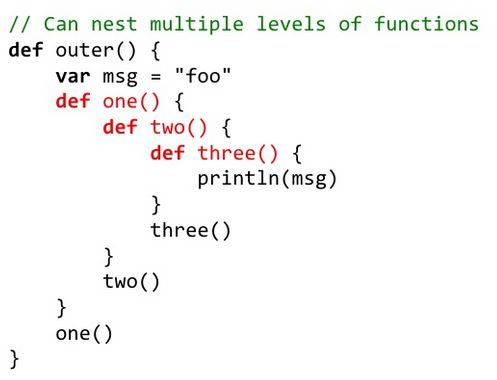 // Can nest multiple levels of functions
def outer() {
    var msg = "foo"
    def one() {
        def two() {
            def three() {
                println(msg)
            }
            three()
        }
        two()
    }
    one()
}